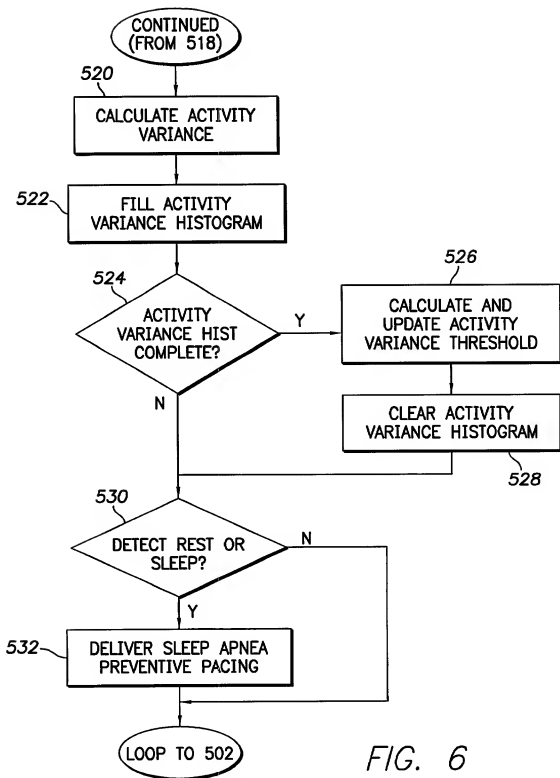 CONTINUED
(FROM 518)
520
CALCULATE ACTIVITY
VARIANCE
522
FILL ACTIVITY
VARIANCE HISTOGRAM
524
ACTIVITY
VARIANCE HIST
COMPLETE?
Y
N
526
CALCULATE AND
UPDATE ACTIVITY
VARIANCE THRESHOLD
CLEAR ACTIVITY
VARIANCE HISTOGRAM
528
530
DETECT REST OR
SLEEP?
N
Y
532
DELIVER SLEEP APNEA
PREVENTIVE PACING
LOOP TO 502
FIG. 6